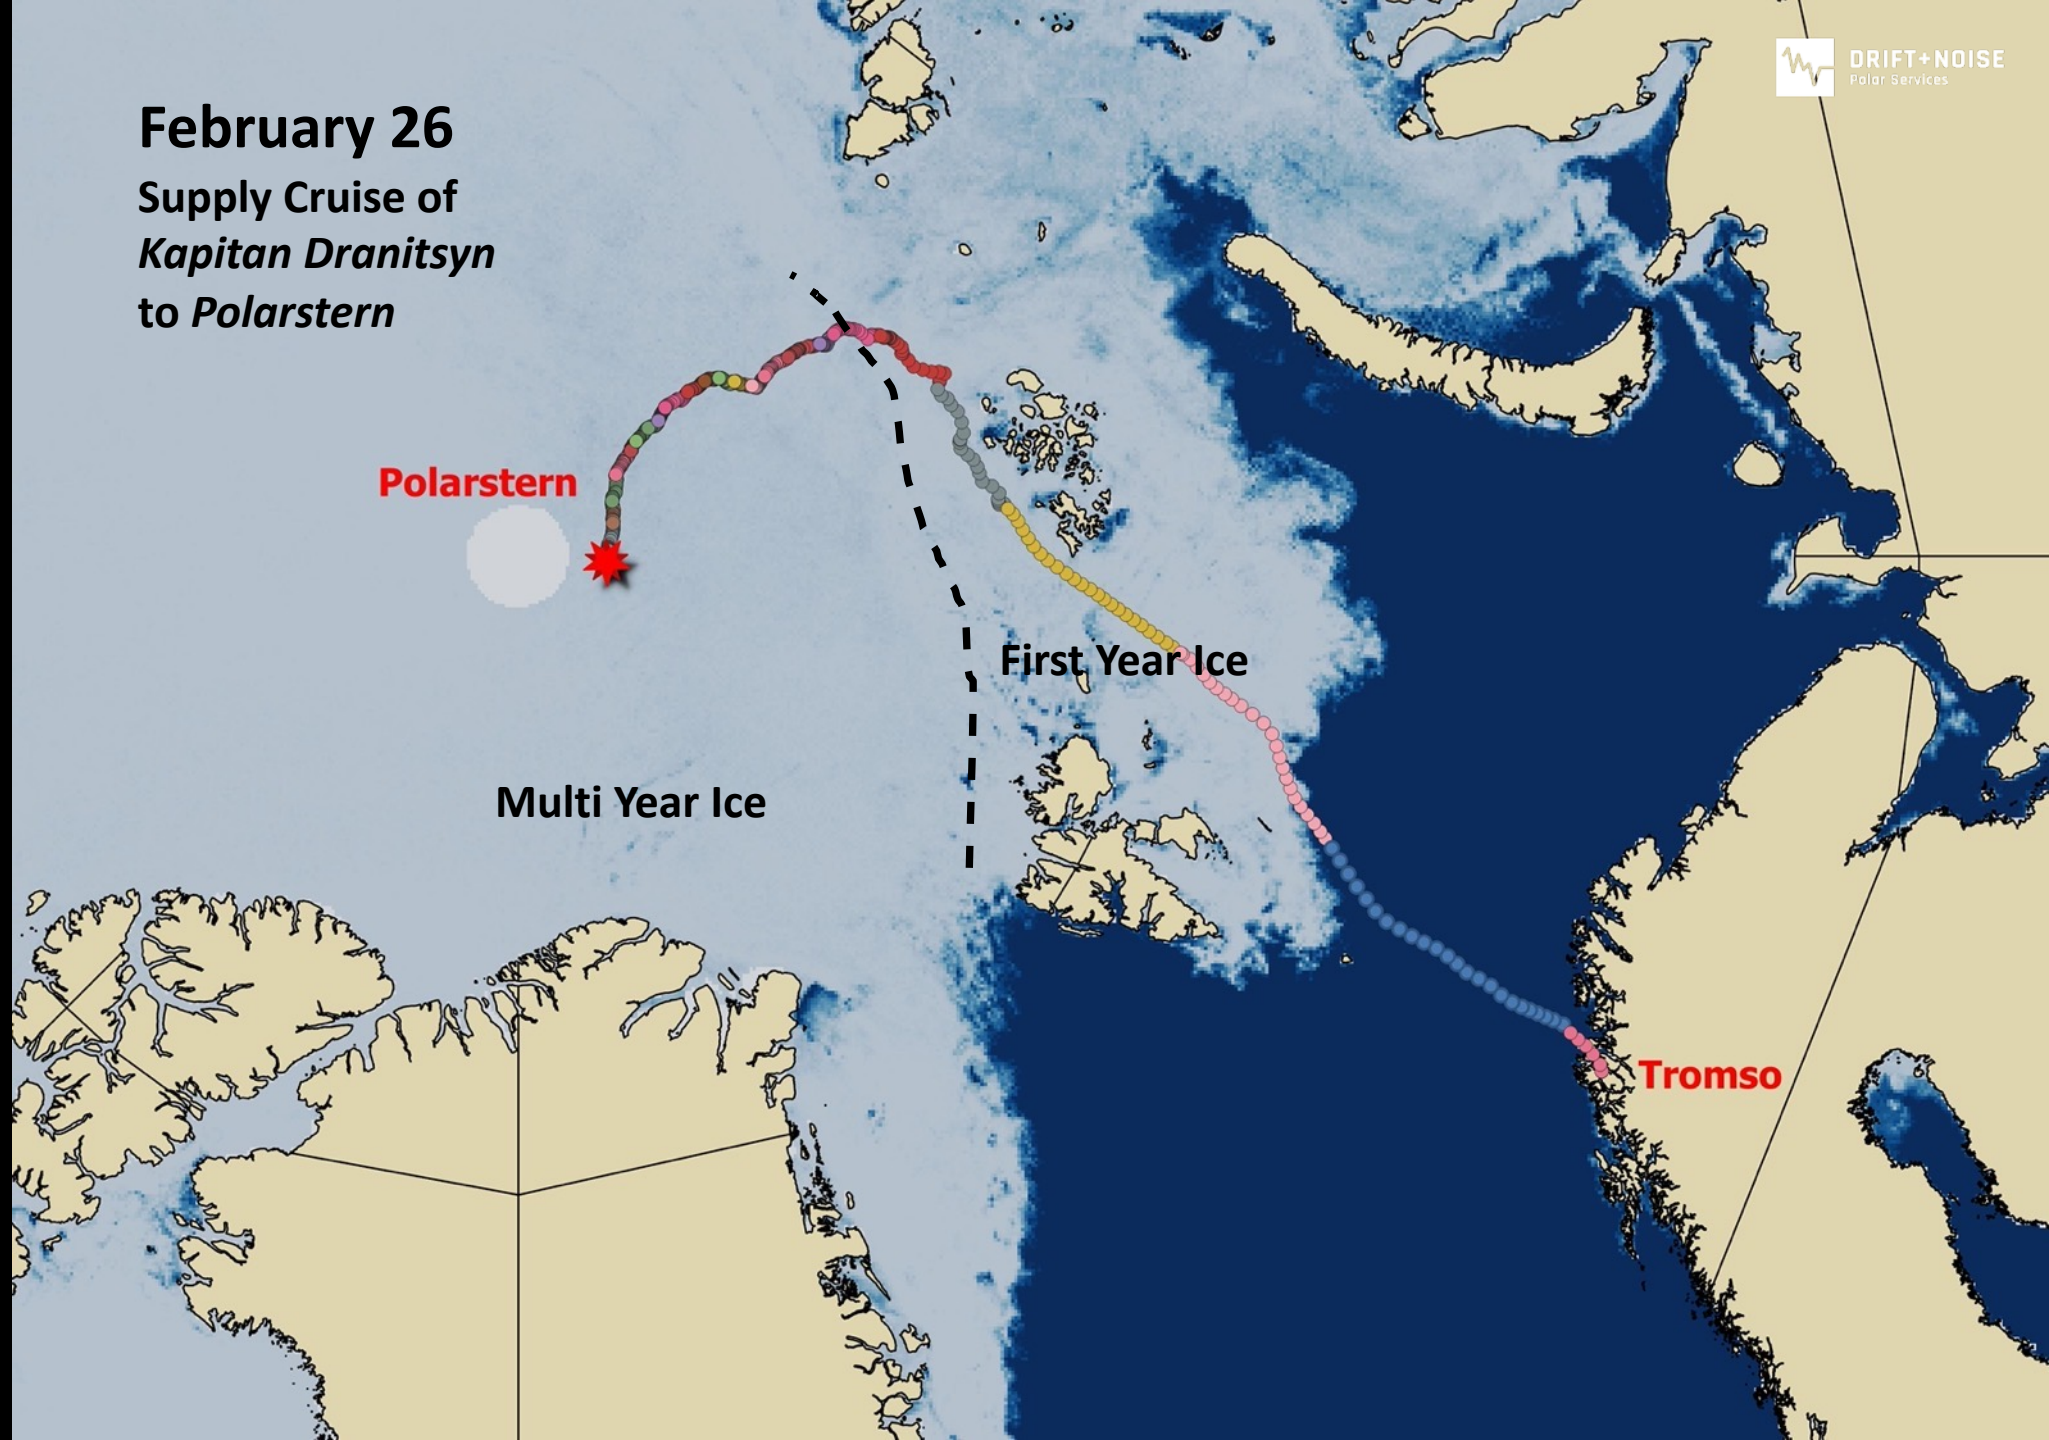 February 26
Supply Cruise of
Kapitan Dranitsyn
to Polarstern
DRIFT+NOISE
Polar Services
Polarstern
First Year Ice
Multi Year Ice
Tromso